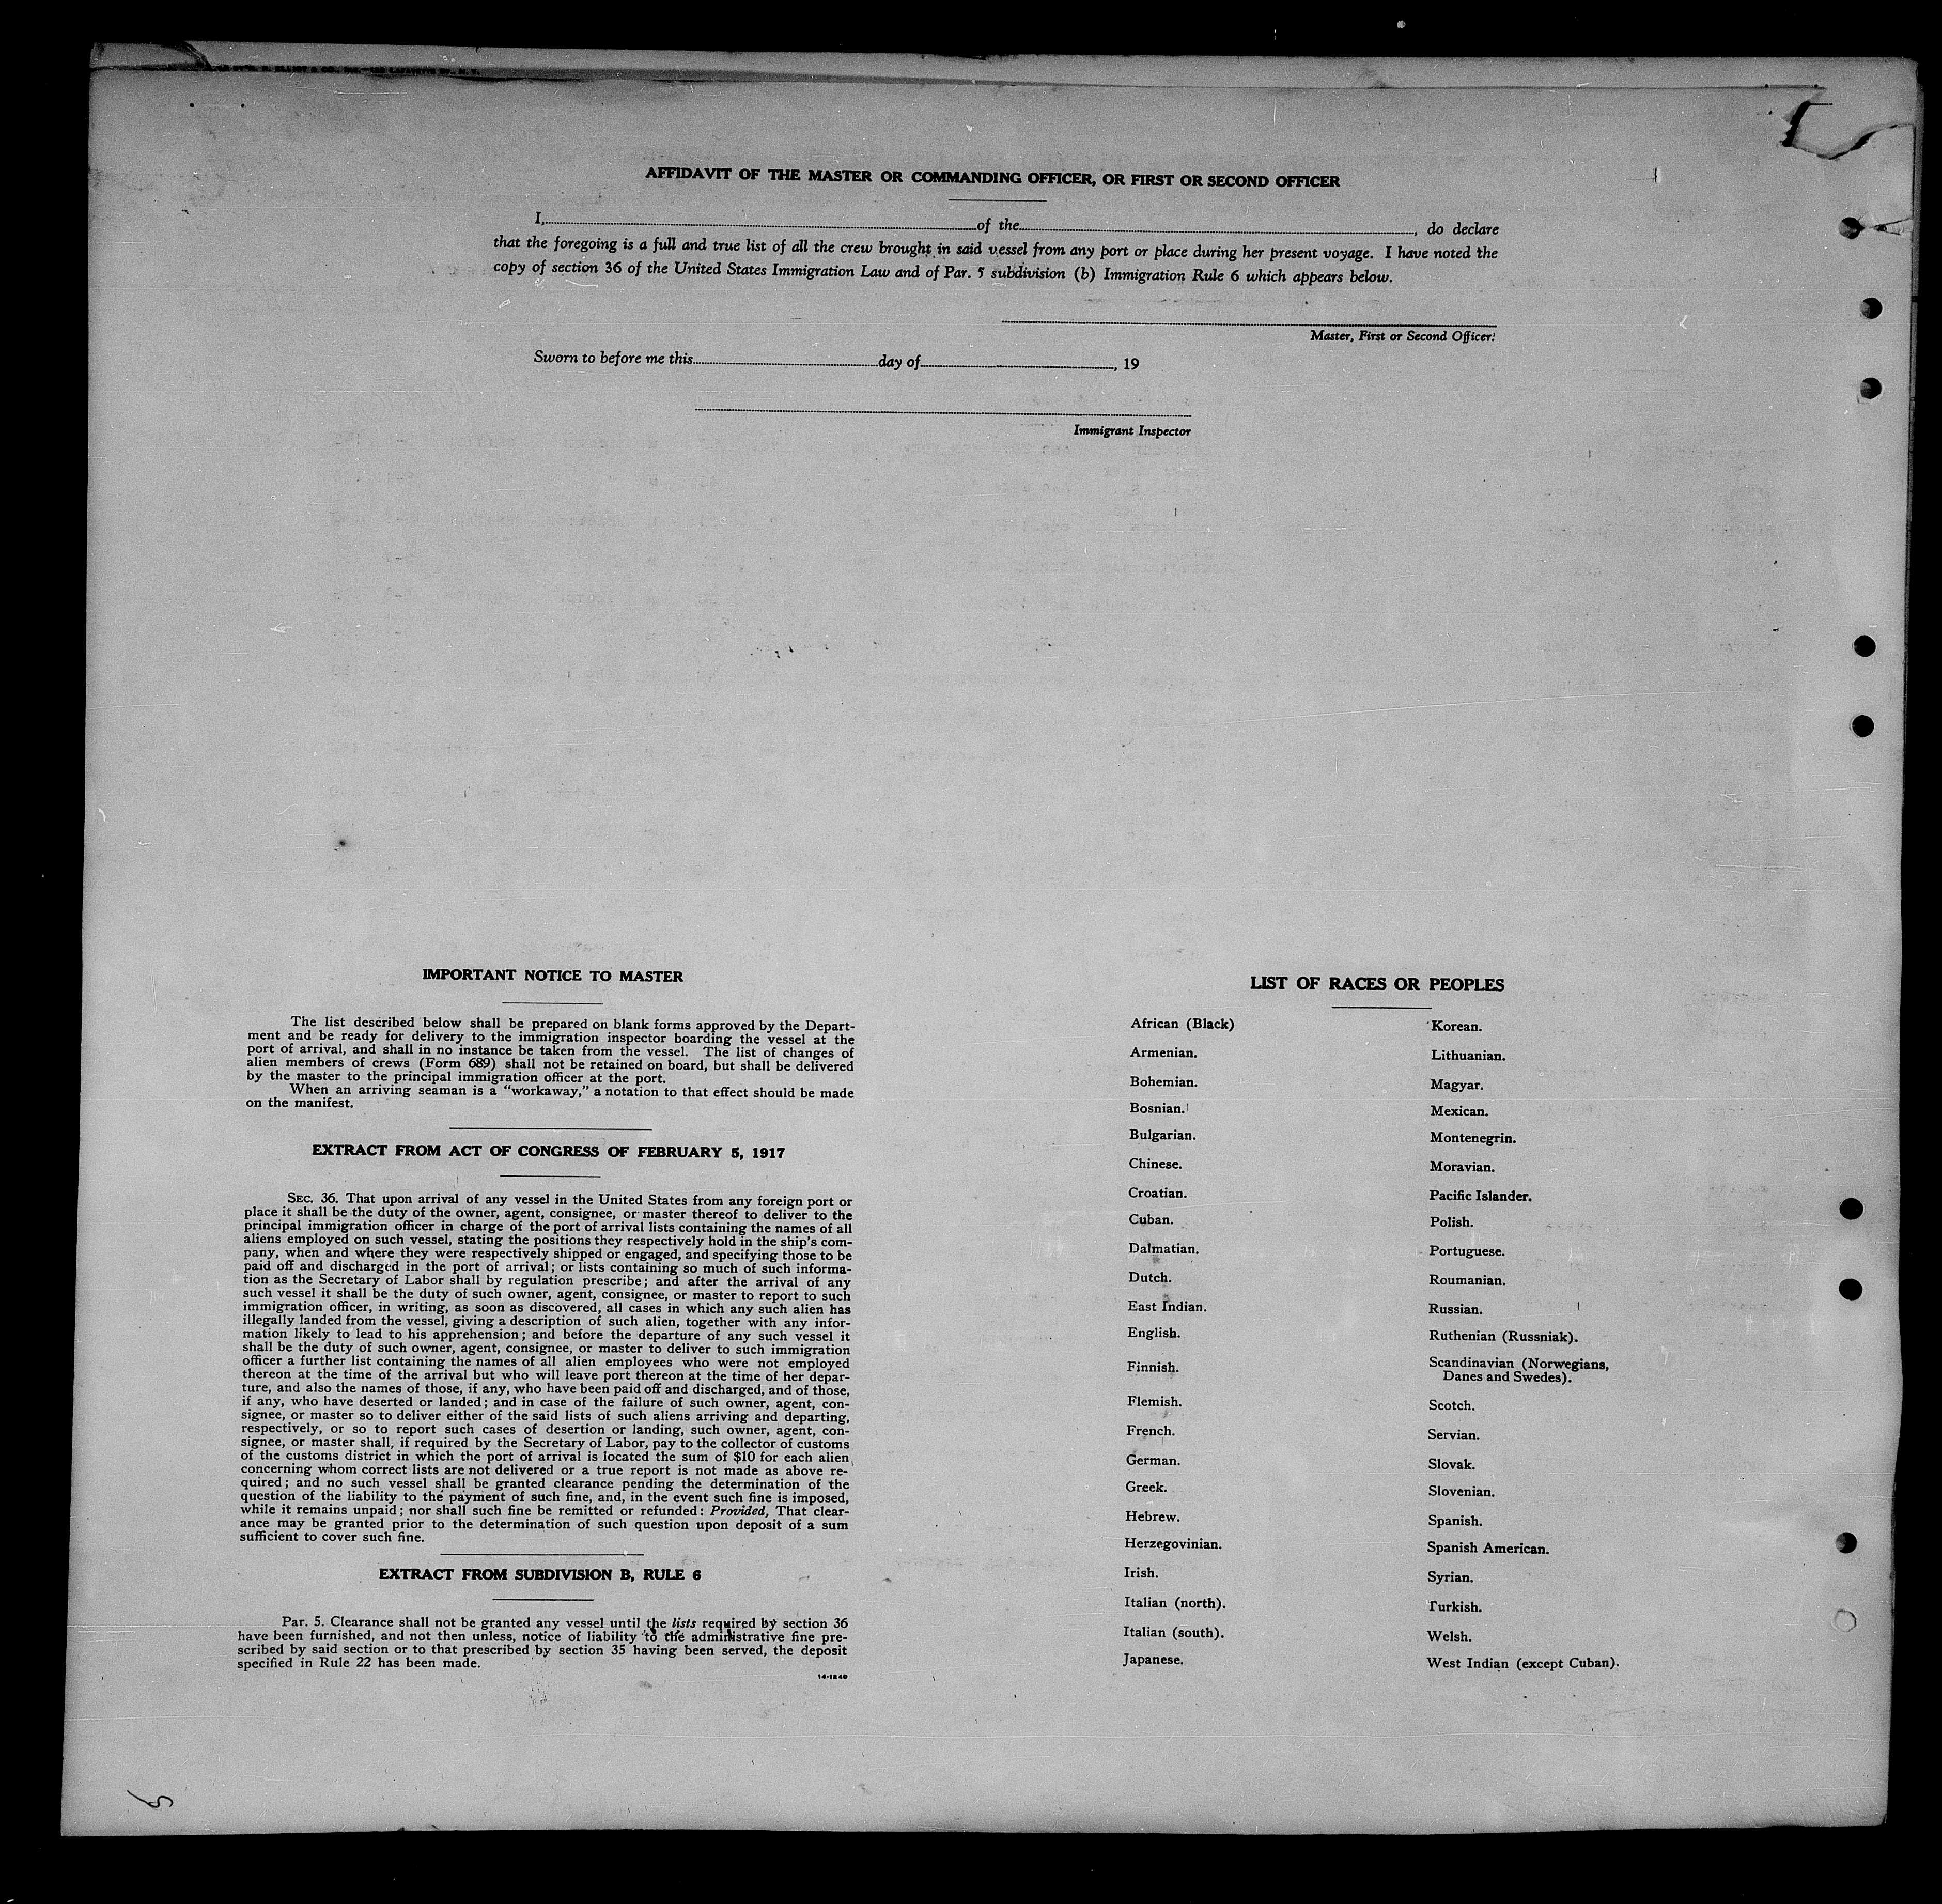 AFFIDAVIT OF THE MASTER OR COMMANDING OFFICER, OR FIRST OR SECOND OFFICER
I, of the , do declare
that the foregoing is a full and true list of all the crew brought in said vessel from any port or place during her present voyage. I have noted the
copy of section 36 of the United States Immigration Law and of Par. 5 subdivision (b) Immigration Rule 6 which appears below.
Master, First or Second Officer.
Sworn to before me this day of , 19
Immigrant Inspector
IMPORTANT NOTICE TO MASTER
The list described below shall be prepared on blank forms approved by the Depart-
ment and be ready for delivery to the immigration inspector boarding the vessel at the
port of arrival, and shall in no instance be taken from the vessel. The list of changes of
alien members of crews (Form 689) shall not be retained on board, but shall be delivered
by the master to the principal immigration officer at the port.
When an arriving seaman is a "workaway," a notation to that effect should be made
on the manifest.
EXTRACT FROM ACT OF CONGRESS OF FEBRUARY 5, 1917
SEC. 36. That upon arrival of any vessel in the United States from any foreign port or
place it shall be the duty of the owner, agent, consignee, or master thereof to deliver to the
principal immigration officer in charge of the port of arrival lists containing the names of all
aliens employed on such vessel, stating the positions they respectively hold in the ship's com-
pany, when and where they were respectively shipped or engaged, and specifying those to be
paid off and discharged in the port of arrival; or lists containing so much of such informa-
tion as the Secretary of Labor shall by regulation prescribe; and after the arrival of any
such vessel it shall be the duty of such owner, agent, consignee, or master to report to such
immigration officer, in writing, as soon as discovered, all cases in which any such alien has
illegally landed from the vessel, giving a description of such alien, together with any infor-
mation likely to lead to his apprehension; and before the departure of any such vessel it
shall be the duty of such owner, agent, consignee, or master to deliver to such immigration
officer a further list containing the names of all alien employees who were not employed
thereon at the time of the arrival but who will leave port thereon at the time of her depar-
ture, and also the names of those, if any, who have been paid off and discharged, and of those,
if any, who have deserted or landed; and in case of the failure of such owner, agent, con-
signee, or master so to deliver either of the said lists of such aliens arriving and departing,
respectively, or so to report such cases of desertion or landing, such owner, agent, con-
signee, or master shall, if required by the Secretary of Labor, pay to the collector of customs
of the customs district in which the port of arrival is located the sum of $10 for each alien
concerning whom correct lists are not delivered or a true report is not made as above re-
quired; and no such vessel shall be granted clearance pending the determination of the
question of the liability to the payment of such fine, and, in the event such fine is imposed,
while it remains unpaid; nor shall such fine be remitted or refunded: Provided, That clear-
ance may be granted prior to the determination of such question upon deposit of a sum
sufficient to cover such fine.
EXTRACT FROM SUBDIVISION B, RULE 6
Par. 5. Clearance shall not be granted any vessel until the lists required by section 36
have been furnished, and not then unless, notice of liability to the administrative fine pre-
scribed by said section or to that prescribed by section 35 having been served, the deposit
specified in Rule 22 has been made.
14-1240
LIST OF RACES OR PEOPLES
African (Black)
Armenian.
Bohemian.
Bosnian.
Bulgarian.
Chinese.
Croatian.
Cuban.
Dalmatian.
Dutch.
East Indian.
English.
Finnish.
Flemish.
French.
German.
Greek.
Hebrew.
Herzegovinian.
Irish.
Italian (north).
Italian (south).
Japanese.
Korean.
Lithuanian.
Magyar.
Mexican.
Montenegrin.
Moravian.
Pacific Islander.
Polish.
Portuguese.
Roumanian.
Russian.
Ruthenian (Russniak).
Scandinavian (Norwegians,
Danes and Swedes).
Scotch.
Servian.
Slovak.
Slovenian.
Spanish.
Spanish American.
Syrian.
Turkish.
Welsh.
West Indian (except Cuban).